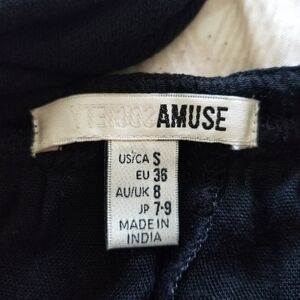 AMUSE
US/CA S
EU 36
AU/UK 8
JP 7-9
MADE IN
INDIA